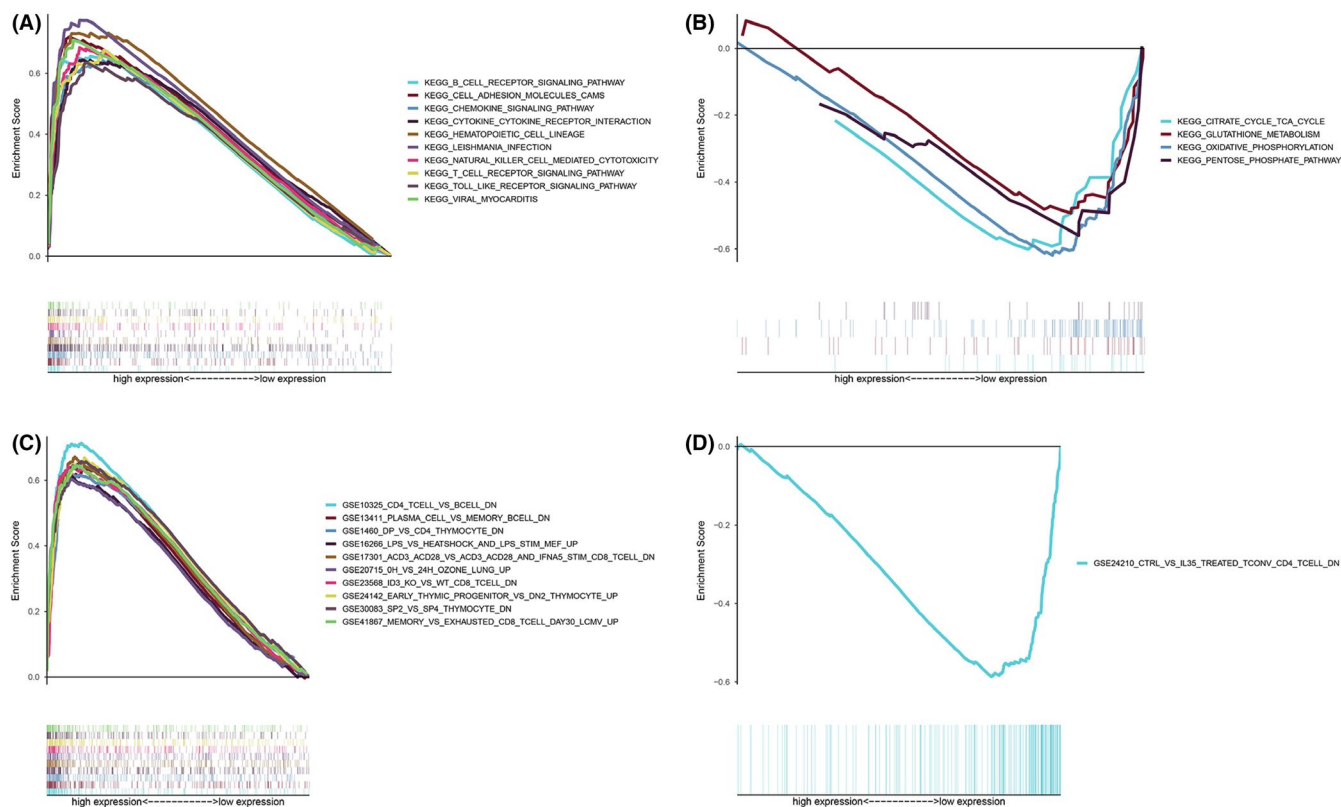 (A)
Enrichment Score
0.6
0.4
0.2
0.0
KEGG_B_CELL_RECEPTOR_SIGNALING_PATHWAY
KEGG_CELL_ADHESION_MOLECULES_CAMS
KEGG_CHEMOKINE_SIGNALING_PATHWAY
KEGG_CYTOKINE_CYTOKINE_RECEPTOR_INTERACTION
KEGG_HEMATOPOIETIC_CELL_LINEAGE
KEGG_LEISHMANIA_INFECTION
KEGG_NATURAL_KILLER_CELL_MEDIATED_CYTOTOXICITY
KEGG_T_CELL_RECEPTOR_SIGNALING_PATHWAY
KEGG_TOLL_LIKE_RECEPTOR_SIGNALING_PATHWAY
KEGG_VIRAL_MYOCARDITIS
high expression<------------>low expression
(B)
Enrichment Score
0.0
−0.2
−0.4
−0.6
KEGG_CITRATE_CYCLE_TCA_CYCLE
KEGG_GLUTATHIONE_METABOLISM
KEGG_OXIDATIVE_PHOSPHORYLATION
KEGG_PENTOSE_PHOSPHATE_PATHWAY
high expression<------------>low expression
(C)
Enrichment Score
0.6
0.4
0.2
0.0
GSE10325_CD4_TCELL_VS_BCELL_DN
GSE13411_PLASMA_CELL_VS_MEMORY_BCELL_DN
GSE1460_DP_VS_CD4_THYMOCYTE_DN
GSE16266_LPS_VS_HEATSHOCK_AND_LPS_STIM_MEF_UP
GSE17301_ACD3_ACD28_VS_ACD3_ACD28_AND_IFNA5_STIM_CD8_TCELL_DN
GSE20715_0H_VS_24H_OZONE_LUNG_UP
GSE23568_ID3_KO_VS_WT_CD8_TCELL_DN
GSE24142_EARLY_THYMIC_PROGENITOR_VS_DN2_THYMOCYTE_UP
GSE30083_SP2_VS_SP4_THYMOCYTE_DN
GSE41867_MEMORY_VS_EXHAUSTED_CD8_TCELL_DAY30_LCMV_UP
high expression<------------>low expression
(D)
Enrichment Score
0.0
−0.2
−0.4
−0.6
GSE24210_CTRL_VS_IL35_TREATED_TCONV_CD4_TCELL_DN
high expression<------------>low expression